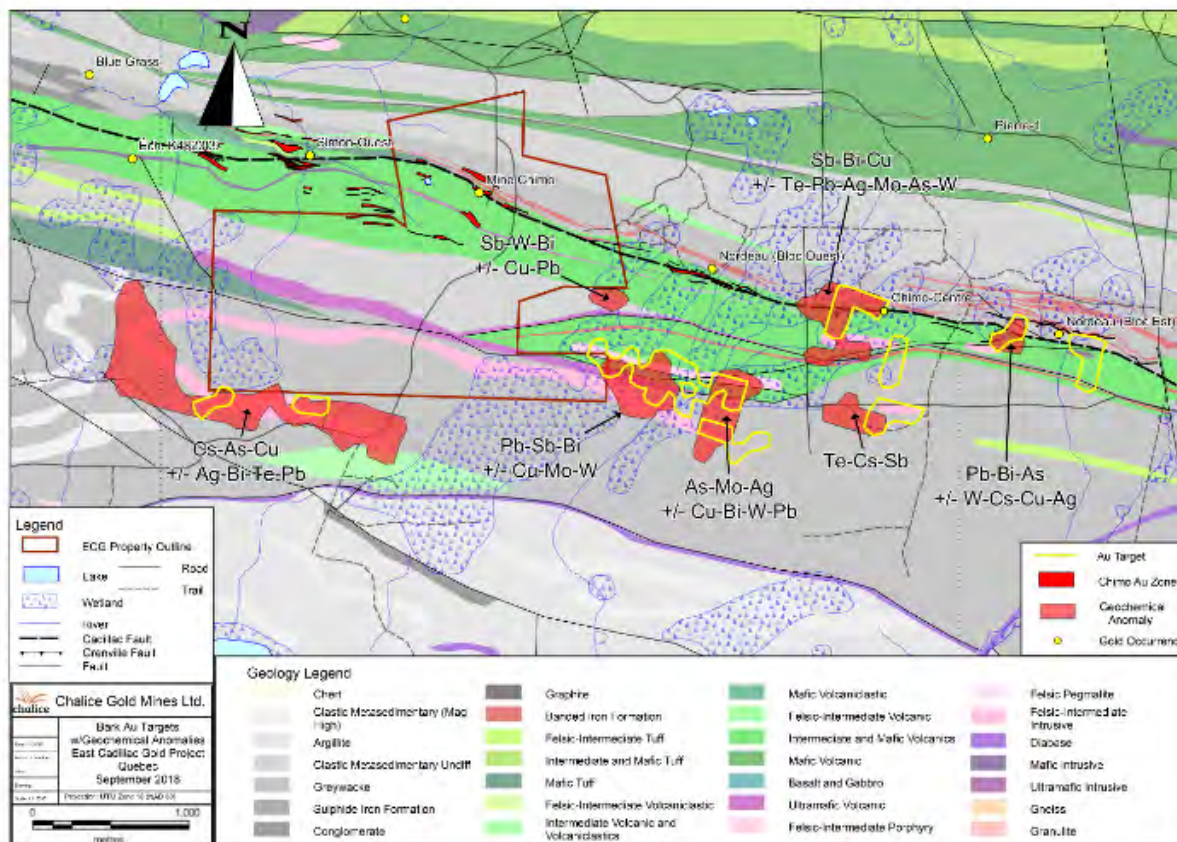 N
Blue Grass
Simon-Ouest
Pierre-I
Mine Chimo
Sb-Bi-Cu
+/- Te-Pb-Ag-Mo-As-W
Sb-W-Bi
+/- Cu-Pb
Nordeau (Bloc Ouest)
Chimo-Centre
Nordeau (Bloc Est)
Cs-As-Cu
+/- Ag-Bi-Te-Pb
Pb-Sb-Bi
+/- Cu-Mo-W
As-Mo-Ag
+/- Cu-Bi-W-Pb
Te-Cs-Sb
Pb-Bi-As
+/- W-Cs-Cu-Ag
Legend
ECG Property Outline
Lake
Road
Trail
Wetland
River
Cadillac Fault
Grenville Fault
Fault
Au Target
Chimo Au Zone
Geochemical
Anomaly
Gold Occurrenc
chalice
Chalice Gold Mines Ltd.
Bark Au Targets
w/Geochemical Anomalies
East Cadillac Gold Project
Quebec
September 2018
0 1,000
metres
Geology Legend
Chert
Clastic Metasedimentary (Mag
High)
Argillite
Clastic Metasedimentary Undiff
Greywacke
Sulphide Iron Formation
Conglomerate
Graphite
Banded Iron Formation
Felsic-Intermediate Tuff
Intermediate and Mafic Tuff
Mafic Tuff
Felsic-Intermediate Volcaniclastic
Intermediate Volcanic and
Volcaniclastics
Mafic Volcaniclastic
Felsic-Intermediate Volcanic
Intermediate and Mafic Volcanics
Mafic Volcanic
Basalt and Gabbro
Ultramafic Volcanic
Felsic-Intermediate Porphyry
Felsic Pegmatite
Felsic-Intermediate
Intrusive
Diabase
Mafic Intrusive
Ultramafic Intrusive
Gneiss
Granulite